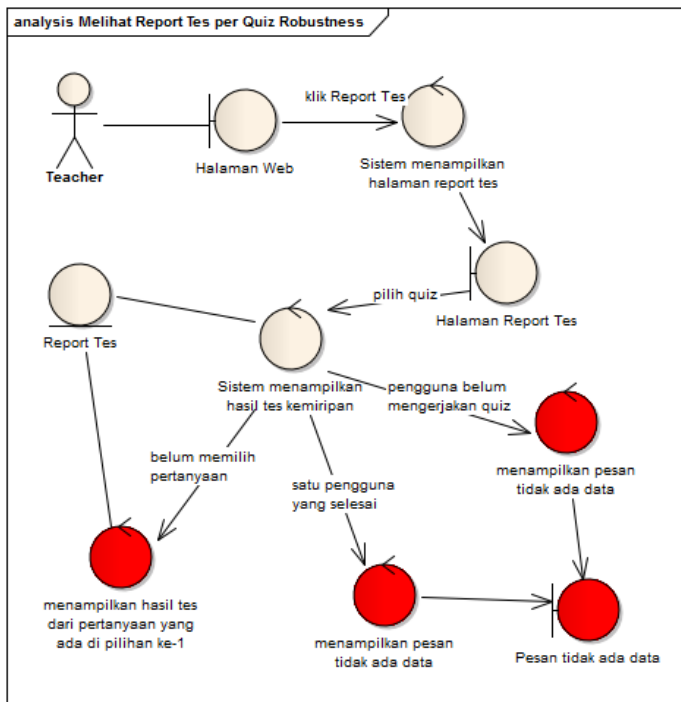 analysis Melihat Report Tes per Quiz Robustness
klik Report Tes
Teacher
Halaman Web
Sistem menampilkan
halaman report tes
pilih quiz
Halaman Report Tes
Report Tes
Sistem menampilkan
hasil tes kemiripan
pengguna belum
mengerjakan quiz
belum memilih
pertanyaan
satu pengguna
yang selesai
menampilkan pesan
tidak ada data
menampilkan hasil tes
dari pertanyaan yang
ada di pilihan ke-1
menampilkan pesan
tidak ada data
Pesan tidak ada data